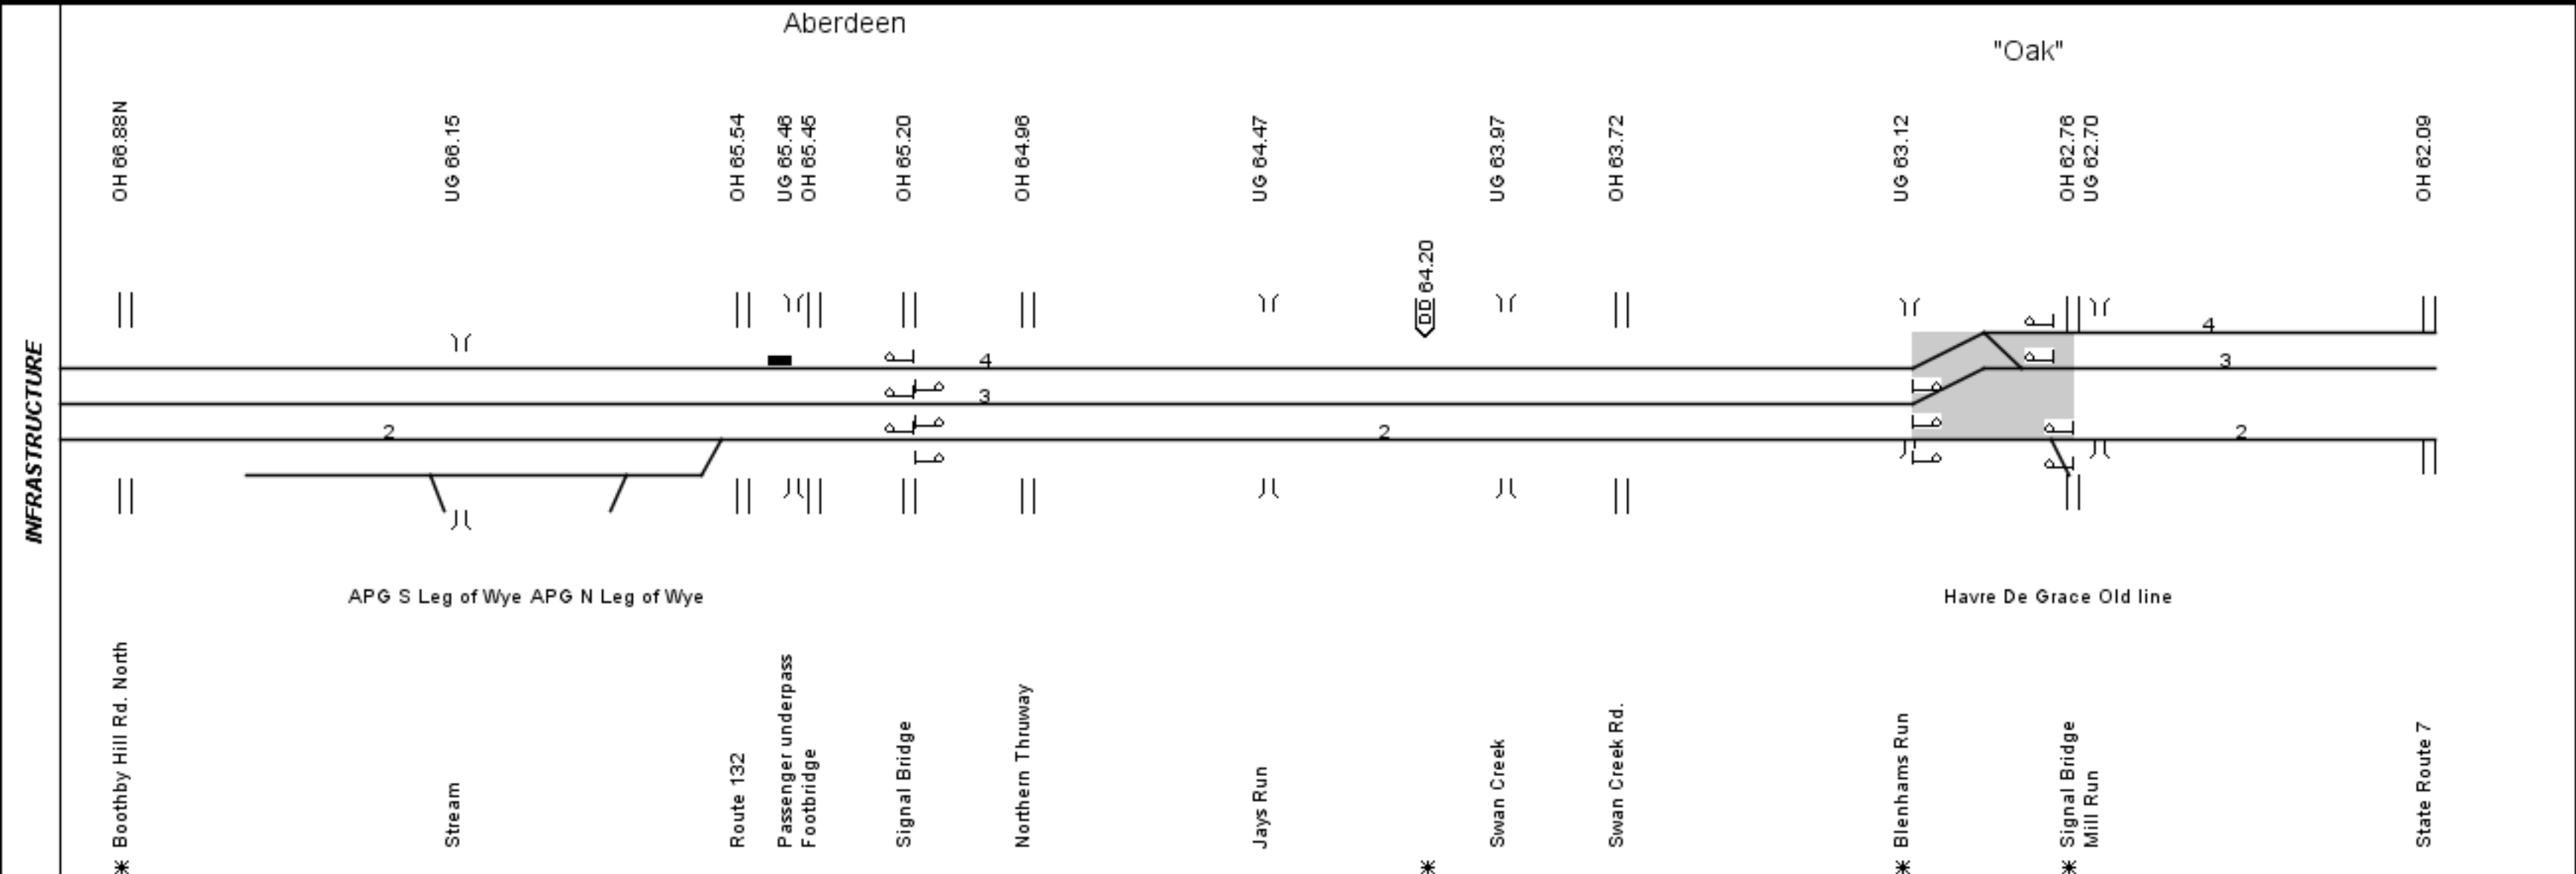 Aberdeen
"Oak"
OH 66.88N
UG 66.15
OH 65.54
UG 65.46
OH 65.45
OH 65.20
OH 64.96
UG 64.47
DD 64.20
UG 63.97
OH 63.72
UG 63.12
OH 62.76
UG 62.70
OH 62.09
INFRASTRUCTURE
4
3
2
2
4
3
2
APG S Leg of Wye APG N Leg of Wye
Havre De Grace Old line
* Boothby Hill Rd. North
Stream
Route 132
Passenger underpass
Footbridge
Signal Bridge
Northern Thruway
Jays Run
*
Swan Creek
Swan Criek Rd.
* Blenhams Run
* Signal Bridge
Mill Run
State Route 7